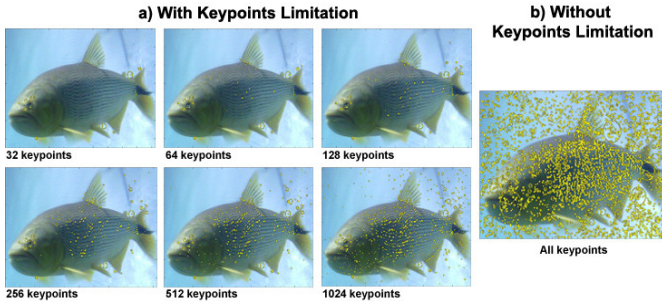 a) With Keypoints Limitation
b) Without
Keypoints Limitation
32 keypoints
64 keypoints
128 keypoints
256 keypoints
512 keypoints
1024 keypoints
All keypoints